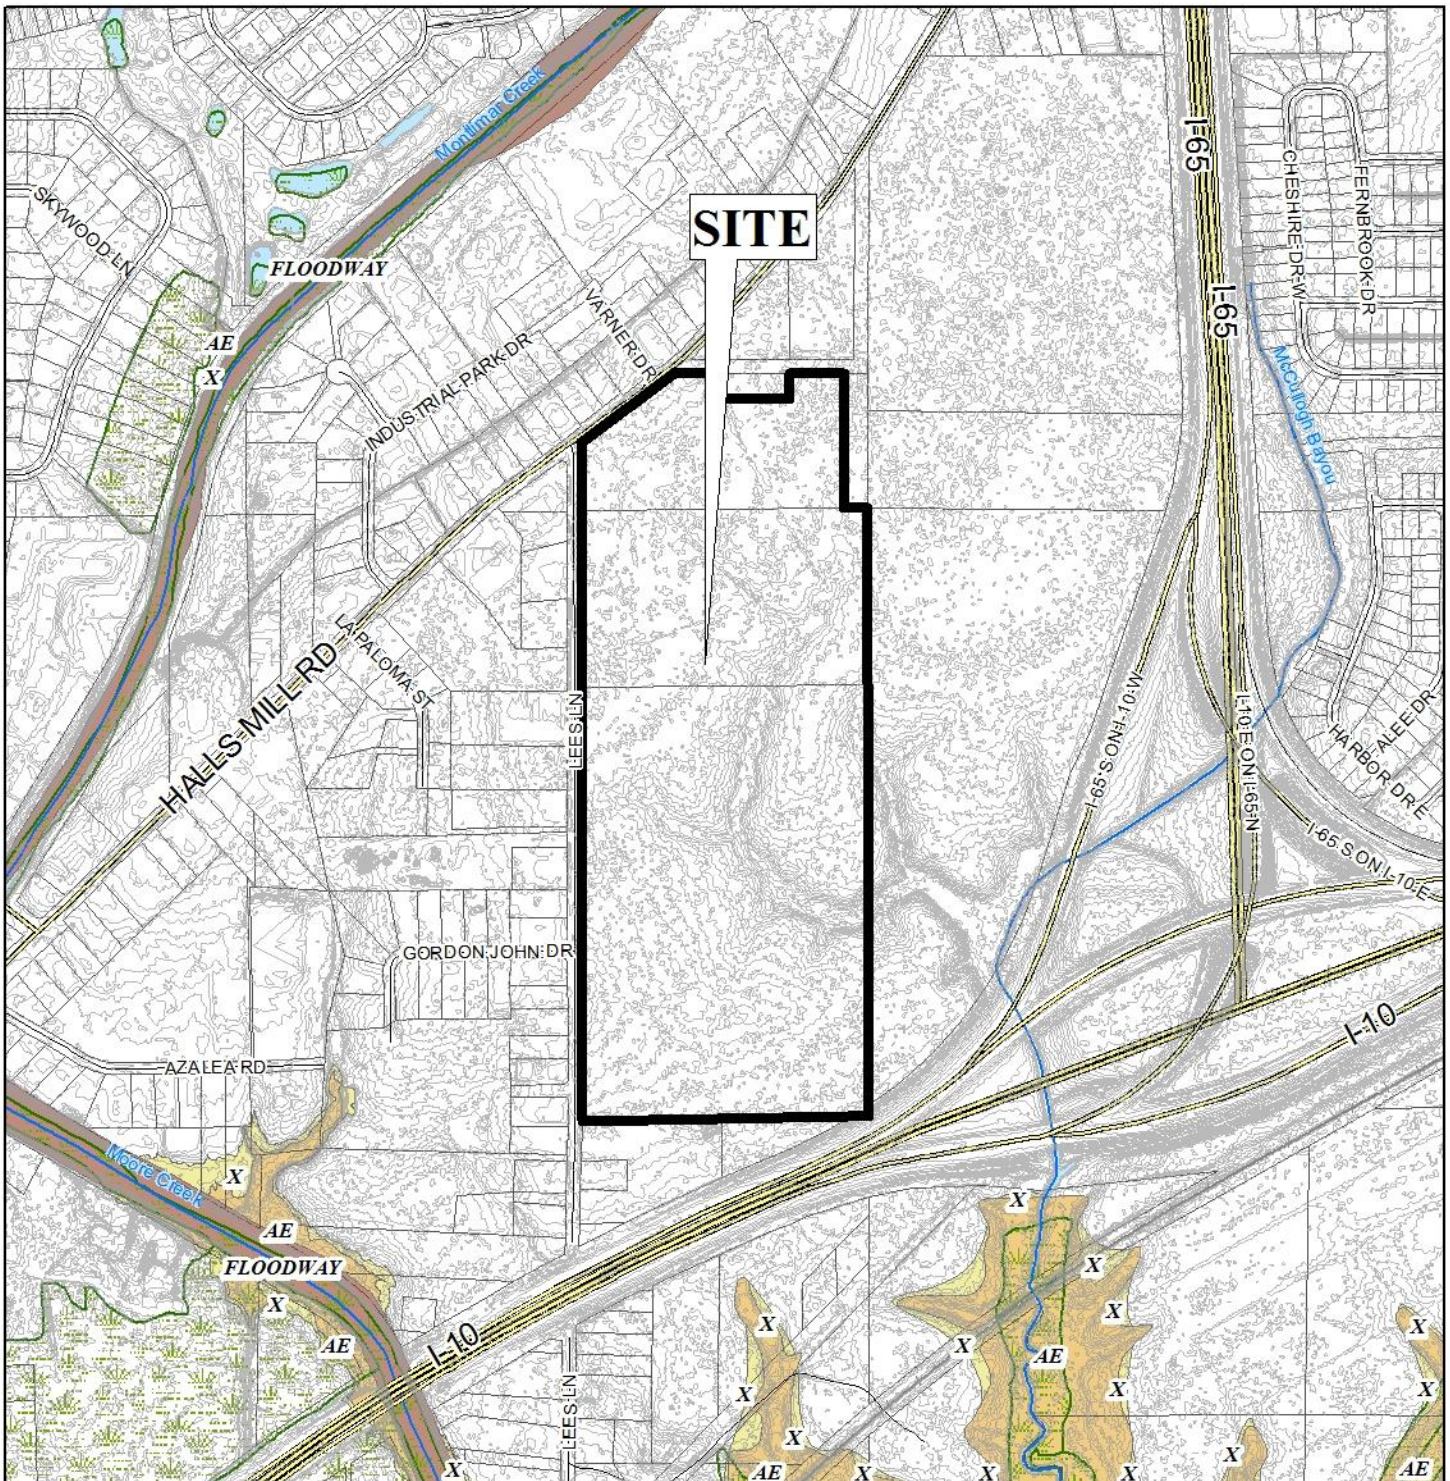 Montlimar Creek
I-65
SKYWOOD LN
CHESHIRE DR W
FERNBROOK DR
SITE
FLOODWAY
VARNER DR
I-65
AE
X
INDUSTRIAL PARK DR
McCullogh Bayou
LA PALOMA ST
HALLS MILL RD
LEES LN
I-65 S ON I-10 W
I-10 E ON I-65 N
ALEE DR
HARBOR DR E
I-65 S ON I-10 E
GORDON JOHN DR
I-10
AZALEA RD
Moore Creek
X
X
AE
FLOODWAY
X
X
X
X
X
AE
I-10
X
AE
X
LEES LN
X
X
X
X
X
X
AE
X
X
X
AE